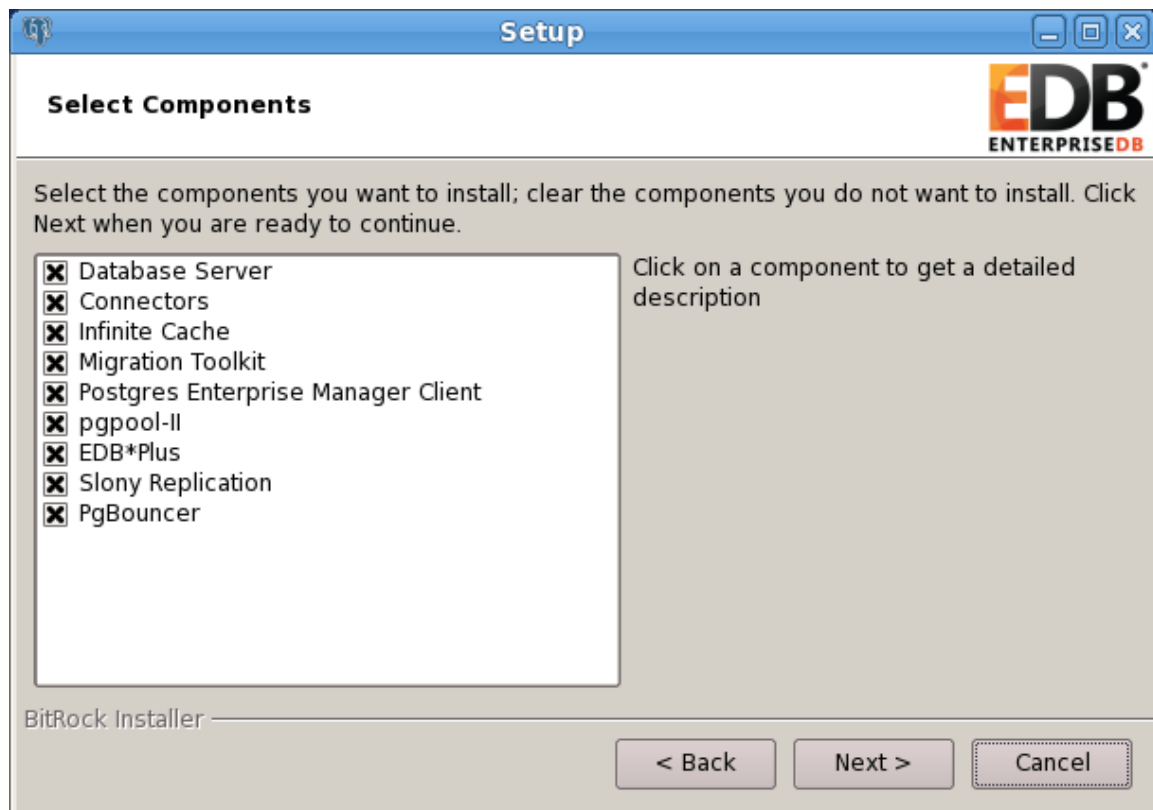 Setup
Select Components
EDB
ENTERPRISEDB
Select the components you want to install; clear the components you do not want to install. Click
Next when you are ready to continue.
Database Server
Connectors
Infinite Cache
Migration Toolkit
Postgres Enterprise Manager Client
pgpool-II
EDB*Plus
Slony Replication
PgBouncer
Click on a component to get a detailed
description
BitRock Installer
< Back
Next >
Cancel